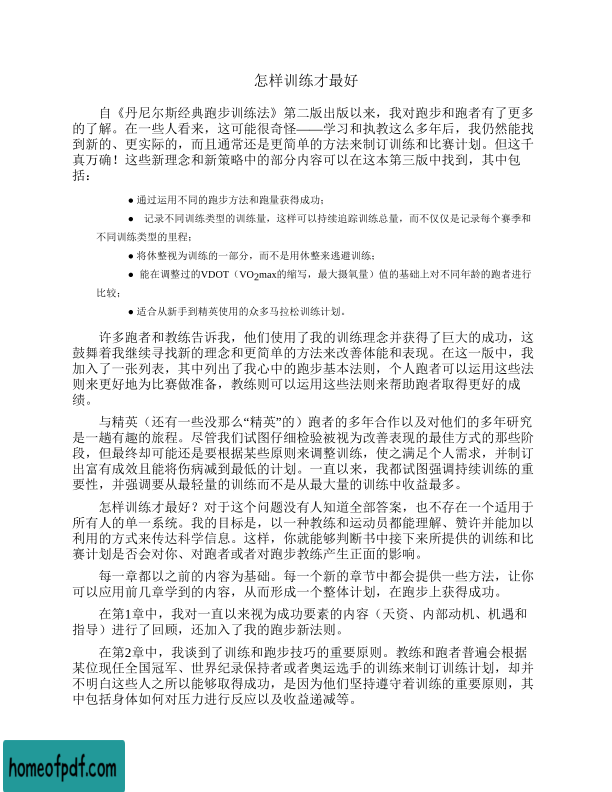 怎样训练才最好
自《丹尼尔斯经典跑步训练法》第二版出版以来，我对跑步和跑者有了更多
的了解。在一些人看来，这可能很奇怪——学习和执教这么多年后，我仍然能找
到新的、更实际的，而且通常还是更简单的方法来制订训练和比赛计划。但这千
真万确！这些新理念和新策略中的部分内容可以在这本第三版中找到，其中包
括：
● 通过运用不同的跑步方法和跑量获得成功；
● 记录不同训练类型的训练量，这样可以持续追踪训练总量，而不仅仅是记录每个赛季和
不同训练类型的里程；
● 将休整视为训练的一部分，而不是用休整来逃避训练；
● 能在调整过的VDOT（VO2max的缩写，最大摄氧量）值的基础上对不同年龄的跑者进行
比较；
● 适合从新手到精英使用的众多马拉松训练计划。
许多跑者和教练告诉我，他们使用了我的训练理念并获得了巨大的成功，这
鼓舞着我继续寻找新的理念和更简单的方法来改善体能和表现。在这一版中，我
加入了一张列表，其中列出了我心中的跑步基本法则，个人跑者可以运用这些法
则来更好地为比赛做准备，教练则可以运用这些法则来帮助跑者取得更好的成
绩。
与精英（还有一些没那么“精英”的）跑者的多年合作以及对他们的多年研究
是一趟有趣的旅程。尽管我们试图仔细检验被视为改善表现的最佳方式的那些阶
段，但最终却可能还是要根据某些原则来调整训练，使之满足个人需求，并制订
出富有成效且能将伤病减到最低的计划。一直以来，我都试图强调持续训练的重
要性，并强调要从最轻量的训练而不是从最大量的训练中收益最多。
怎样训练才最好？对于这个问题没有人知道全部答案，也不存在一个适用于
所有人的单一系统。我的目标是，以一种教练和运动员都能理解、赞许并能加以
利用的方式来传达科学信息。这样，你就能够判断书中接下来所提供的训练和比
赛计划是否会对你、对跑者或者对跑步教练产生正面的影响。
每一章都以之前的内容为基础。每一个新的章节中都会提供一些方法，让你
可以应用前几章学到的内容，从而形成一个整体计划，在跑步上获得成功。
在第1章中，我对一直以来视为成功要素的内容（天资、内部动机、机遇和
指导）进行了回顾，还加入了我的跑步新法则。
在第2章中，我谈到了训练和跑步技巧的重要原则。教练和跑者普遍会根据
某位现任全国冠军、世界纪录保持者或者奥运选手的训练来制订训练计划，却并
不明白这些人之所以能够取得成功，是因为他们坚持遵守着训练的重要原则，其
中包括身体如何对压力进行反应以及收益递减等。
homeofpdf.com